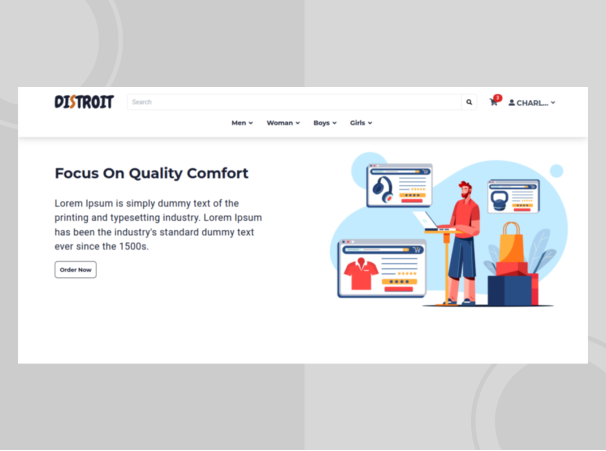 DISTROIT
Search
3
CHARL...
Men
Woman
Boys
Girls
Focus On Quality Comfort
Lorem Ipsum is simply dummy text of the
printing and typesetting industry. Lorem Ipsum
has been the industry's standard dummy text
ever since the 1500s.
Order Now